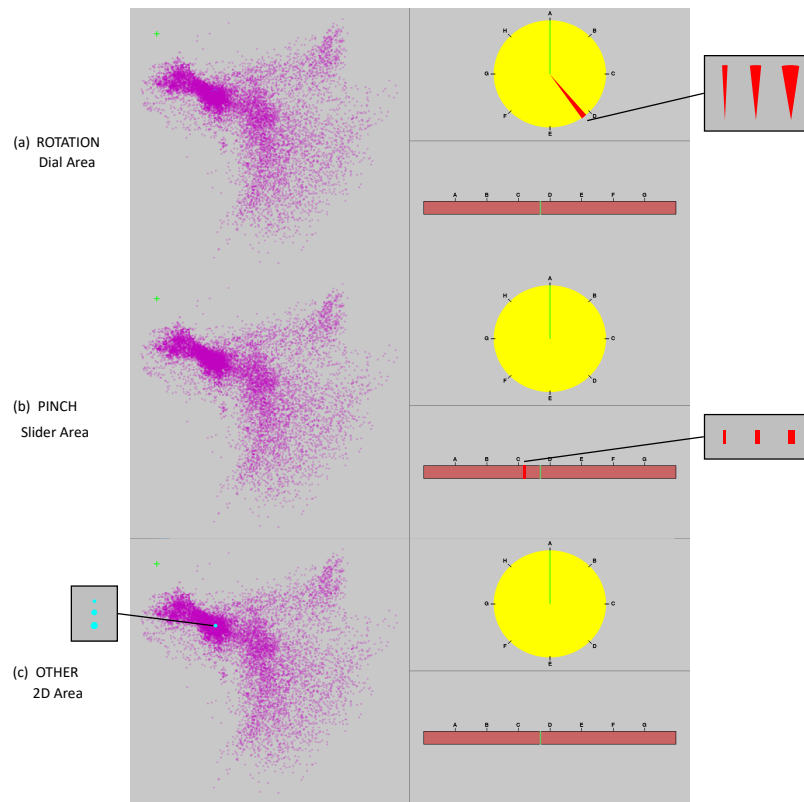 (a) ROTATION
Dial Area
A
B
C
D
E
F
G
H
A B C D E F G
(b) PINCH
Slider Area
A
B
C
D
E
F
G
H
A B C D E F G
(c) OTHER
2D Area
A
B
C
D
E
F
G
H
A B C D E F G